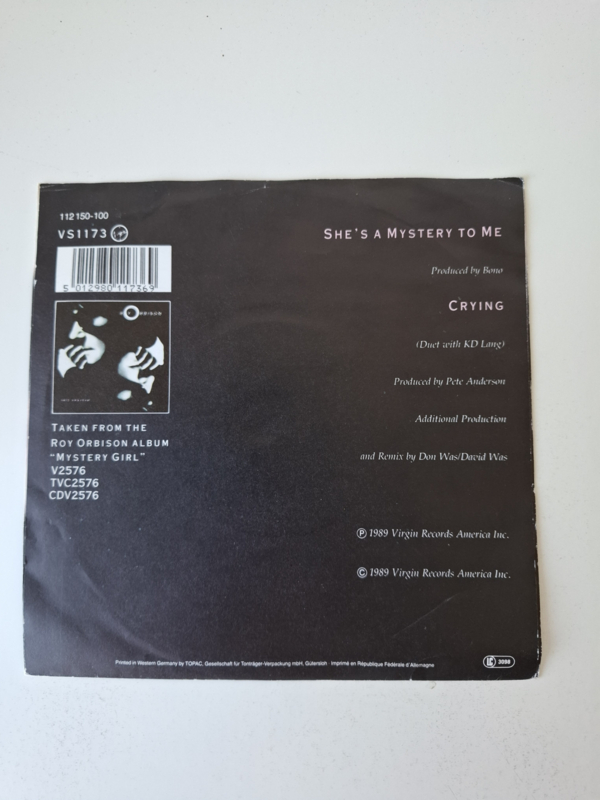 112 150-100
VS1173
5 012980 117369
ORBISON
TAKEN FROM THE
ROY ORBISON ALBUM
"MYSTERY GIRL"
V2576
TVC2576
CDV2576
SHE'S A MYSTERY TO ME
Produced by Bono
CRYING
(Duet with KD Lang)
Produced by Pete Anderson
Additional Production
and Remix by Don Was/David Was
℗ 1989 Virgin Records America Inc.
© 1989 Virgin Records America Inc.
Printed in Western Germany by TOPAC, Gesellschaft für Tonträger-Verpackung mbH, Gütersloh · Imprimé en République Fédérale d'Allemagne
LC 3098